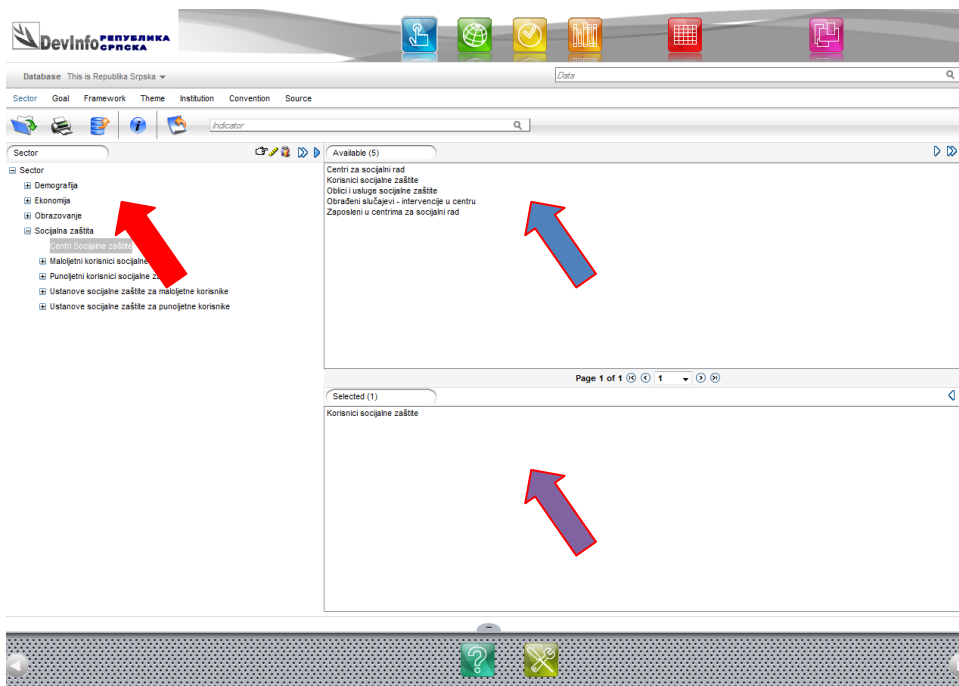 DevInfo РЕПУБЛИКА
СРПСКА
Database This is Republika Srpska
Data
Sector Goal Framework Theme Institution Convention Source
Indicator
Sector
Available (5)
Sector
Demografija
Ekonomija
Obrazovanje
Socijalna zaštita
Centri Socijalne zaštite
Maloljetni korisnici socijalne
Punoljetni korisnici socijalne
Ustanove socijalne zaštite za maloljetne korisnike
Ustanove socijalne zaštite za punoljetne korisnike
Centri za socijalni rad
Korisnici socijalne zaštite
Oblici i usluge socijalne zaštite
Obrađeni slučajevi - intervencije u centru
Zaposleni u centrima za socijalni rad
Page 1 of 1 1
Selected (1)
Korisnici socijalne zaštite